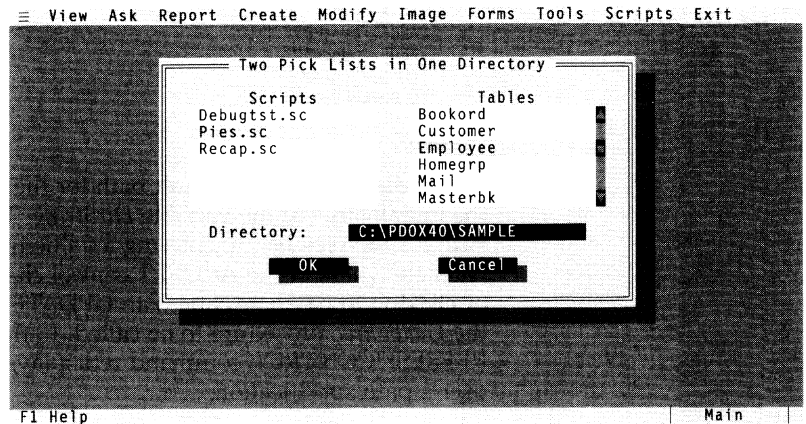 ≡ View Ask Report Create Modify Image Forms Tools Scripts Exit
Two Pick Lists in One Directory
Scripts Tables
Debugtst.sc Bookord
Pies.sc Customer
Recap.sc Employee
Homegrp
Mail
Masterbk
Directory: C:\PDOX40\SAMPLE
OK Cancel
F1 Help Main